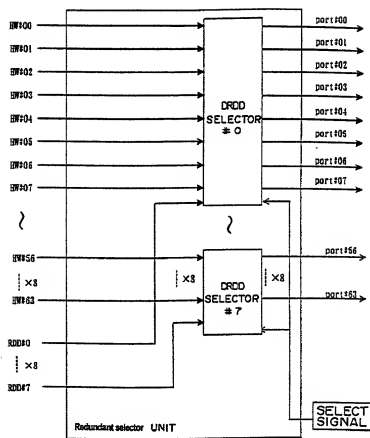 HW#00 port#00
HW#01 port#01
HW#02 port#02
HW#03 port#03
DRDD
HW#04 SELECTOR port#04
# 0
HW#05 port#05
HW#06 port#06
HW#07 port#07
HW#56 port#56
×8 ×8 DRDD ×8
SELECTOR
HW#63 # 7 port#63
RDD#0
×8
RDD#7
SELECT
SIGNAL
Redundant selector UNIT